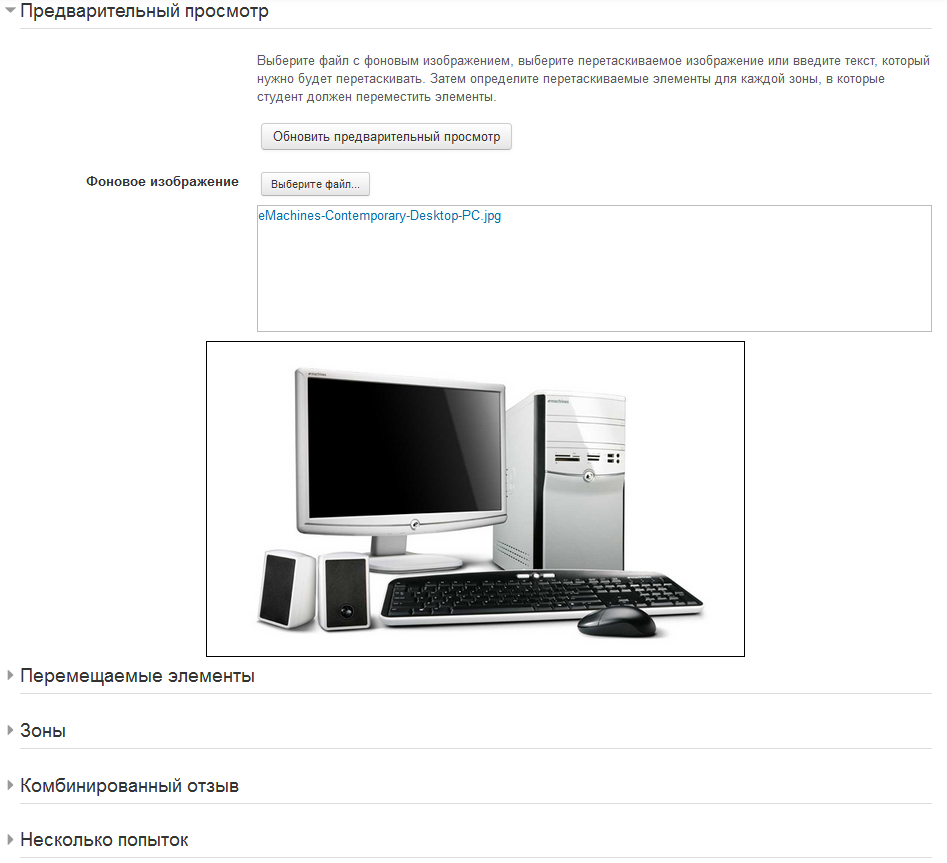 Предварительный просмотр
Выберите файл с фоновым изображением, выберите перетаскиваемое изображение или введите текст, который
нужно будет перетаскивать. Затем определите перетаскиваемые элементы для каждой зоны, в которые
студент должен переместить элементы.
Обновить предварительный просмотр
Фоновое изображение
Выберите файл...
eMachines-Contemporary-Desktop-PC.jpg
emachines
emachines
Перемещаемые элементы
Зоны
Комбинированный отзыв
Несколько попыток